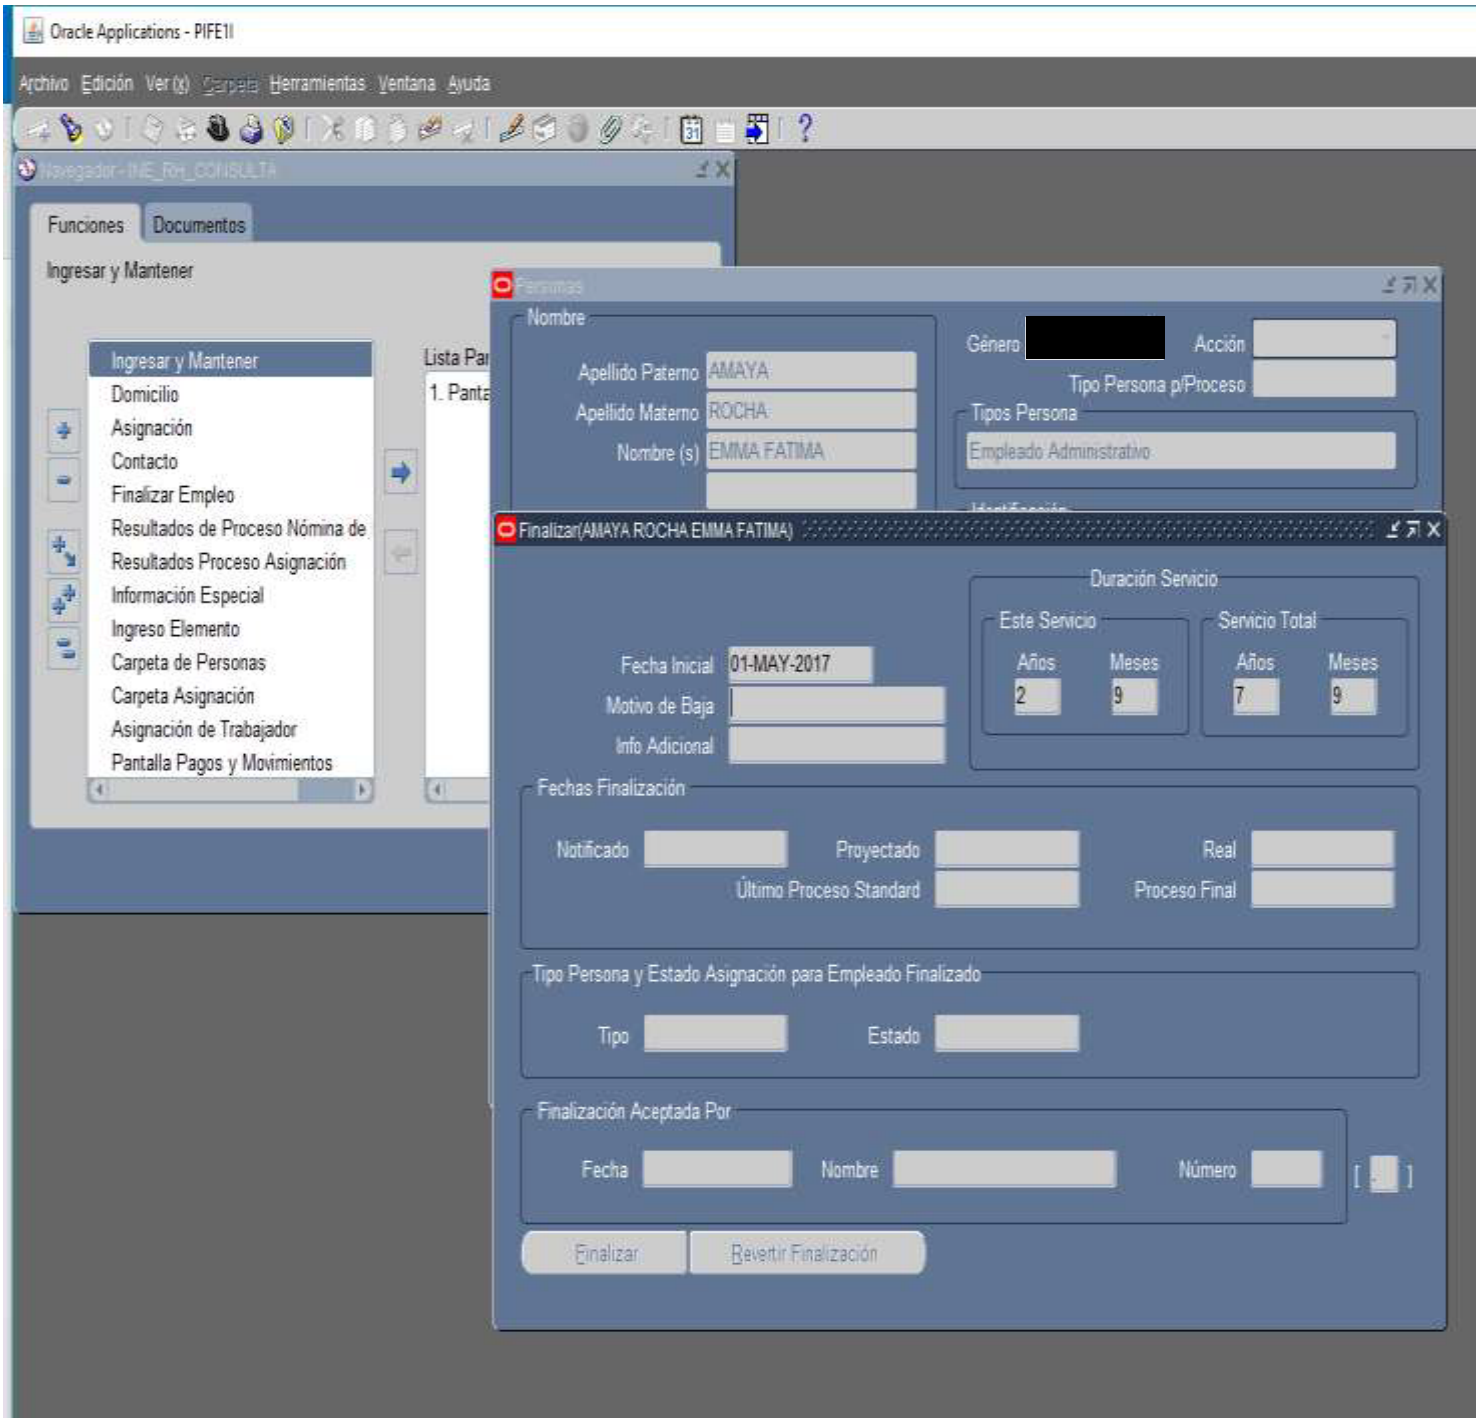 Oracle Applications - PIFE1I
Archivo Edición Ver (x) Carpeta Herramientas Ventana Ayuda
31 ?
Navegador - INE_RH_CONSULTA
Funciones Documentos
Ingresar y Mantener
Ingresar y Mantener
Domicilio
Asignación
Contacto
Finalizar Empleo
Resultados de Proceso Nómina de
Resultados Proceso Asignación
Información Especial
Ingreso Elemento
Carpeta de Personas
Carpeta Asignación
Asignación de Trabajador
Pantalla Pagos y Movimientos
Lista Par
1. Panta
Personas
Nombre
Apellido Paterno AMAYA
Apellido Materno ROCHA
Nombre (s) EMMA FATIMA
Género
Acción
Tipo Persona p/Proceso
Tipos Persona
Empleado Administrativo
Identificación
Finalizar(AMAYA ROCHA EMMA FATIMA)
Duración Servicio
Este Servicio Servicio Total
Años Meses Años Meses
2 9 7 9
Fecha Inicial 01-MAY-2017
Motivo de Baja
Info Adicional
Fechas Finalización
Notificado Proyectado Real
Último Proceso Standard Proceso Final
Tipo Persona y Estado Asignación para Empleado Finalizado
Tipo Estado
Finalización Aceptada Por
Fecha Nombre Número [ . ]
Finalizar Revertir Finalización